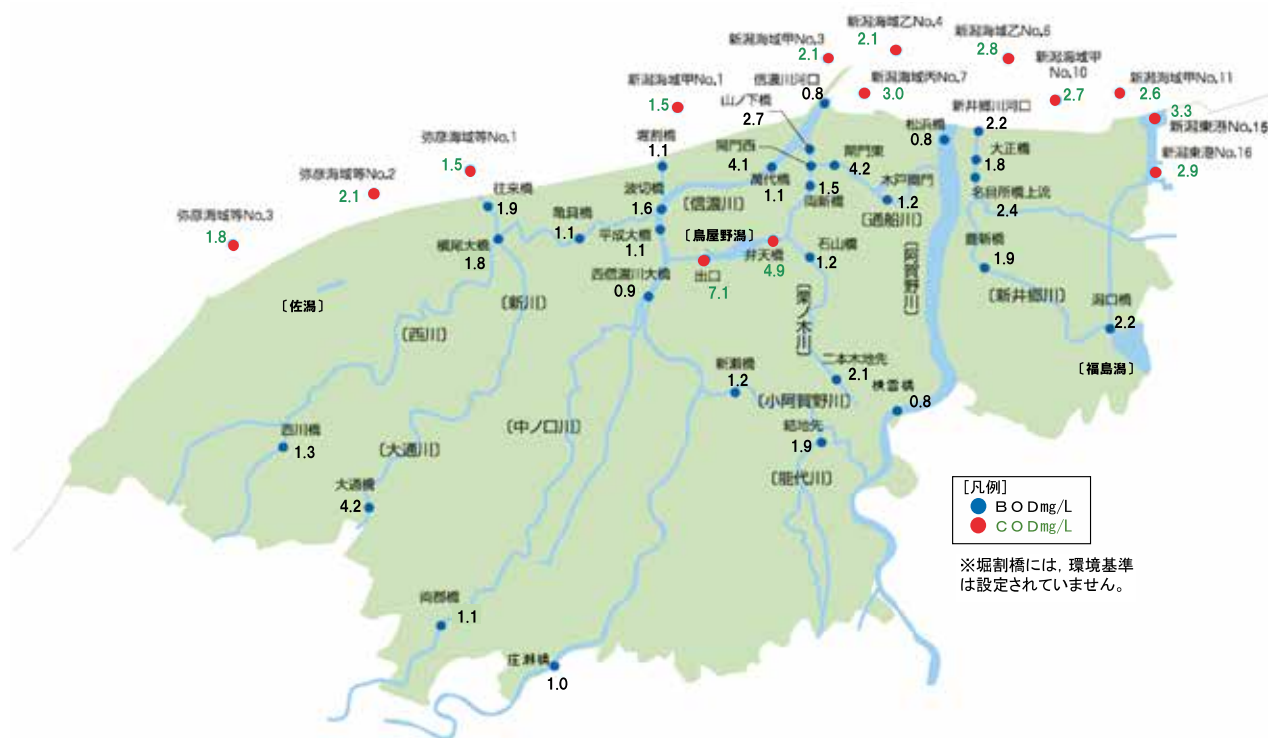 新潟海域乙No.4
2.1
新潟海域乙No.5
2.8
新潟海域甲No.3
2.1
新潟海域甲
No.10
2.7
新潟海域甲No.11
2.6
新潟海域丙No.7
3.0
新潟海域甲No.1
1.5
信濃川河口
0.8
山ノ下橋
2.7
新井郷川河口
2.2
3.3
新潟東港No.15
新潟東港No.16
2.9
松浜橋
0.8
大正橋
1.8
名目所橋上流
2.4
弥彦海域等No.1
1.5
弥彦海域等No.2
2.1
弥彦海域等No.3
1.8
堀割橋
1.1
閘門西
4.1
閘門東
4.2
萬代橋
1.1
1.5
両新橋
木戸閘門
1.2
〔通船川〕
往来橋
1.9
亀貝橋
1.1
波切橋
1.6
〔信濃川〕
平成大橋
1.1
〔鳥屋野潟〕
弁天橋
4.9
石山橋
1.2
〔阿賀野川〕
槇尾大橋
1.8
西信濃川大橋
0.9
出口
7.1
〔栗ノ木川〕
1.9
〔新井郷川〕
潟口橋
2.2
〔福島潟〕
〔佐潟〕
〔西川〕
〔新川〕
新瀬橋
1.2
二本木地先
2.1
横雲橋
0.8
〔小阿賀野川〕
〔中ノ口川〕
西川橋
1.3
〔大通川〕
大通橋
4.2
結地先
1.9
〔能代川〕
両郡橋
1.1
庄瀬橋
1.0
［凡例］
ＢＯＤmg/L
ＣＯＤmg/L
※堀割橋には，環境基準
は設定されていません。